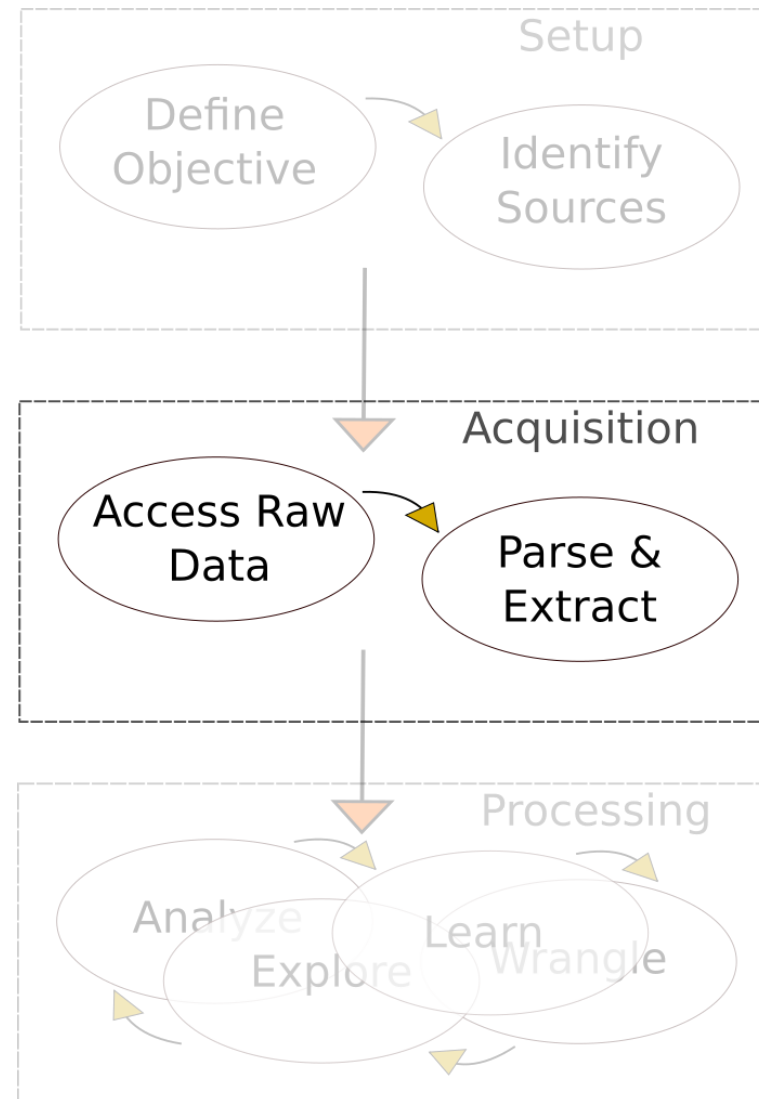 Setup
Define
Objective
Identify
Sources
Acquisition
Access Raw
Data
Parse &
Extract
Processing
Analyze
Explore
Learn
Wrangle